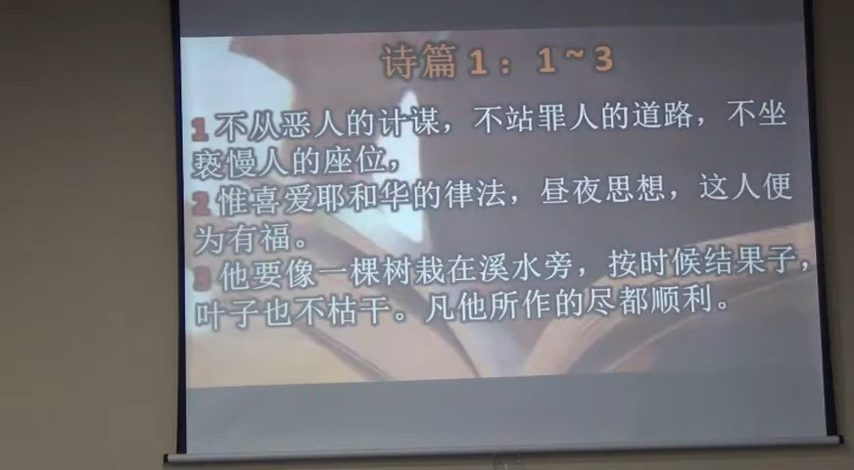 诗篇 1：1~3
1 不从恶人的计谋，不站罪人的道路，不坐
亵慢人的座位，
2 惟喜爱耶和华的律法，昼夜思想，这人便
为有福。
3 他要像一棵树栽在溪水旁，按时候结果子，
叶子也不枯干。凡他所作的尽都顺利。